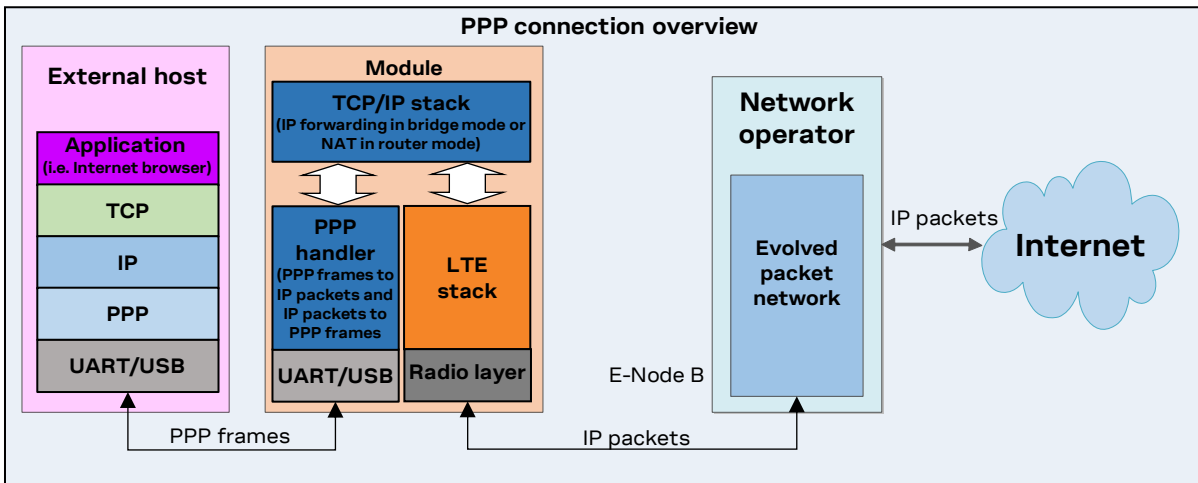 PPP connection overview
External host
Application
(i.e. Internet browser)
TCP
IP
PPP
UART/USB
Module
TCP/IP stack
(IP forwarding in bridge mode or
NAT in router mode)
PPP
handler
(PPP frames to
IP packets and
IP packets to
PPP frames
UART/USB
LTE
stack
Radio layer
Network
operator
Evolved
packet
network
E-Node B
IP packets
Internet
PPP frames
IP packets